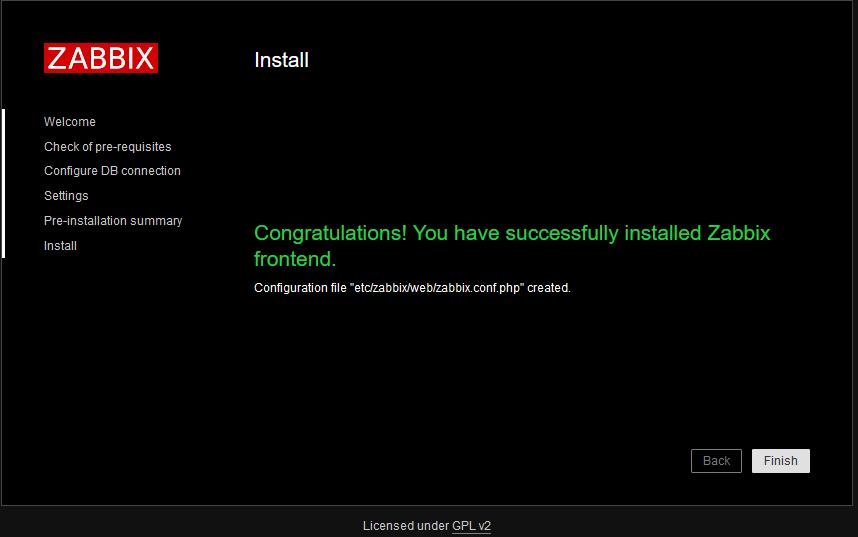 ZABBIX
Install
Welcome
Check of pre-requisites
Configure DB connection
Settings
Pre-installation summary
Install
Congratulations! You have successfully installed Zabbix
frontend.
Configuration file "etc/zabbix/web/zabbix.conf.php" created.
Back
Finish
Licensed under GPL v2